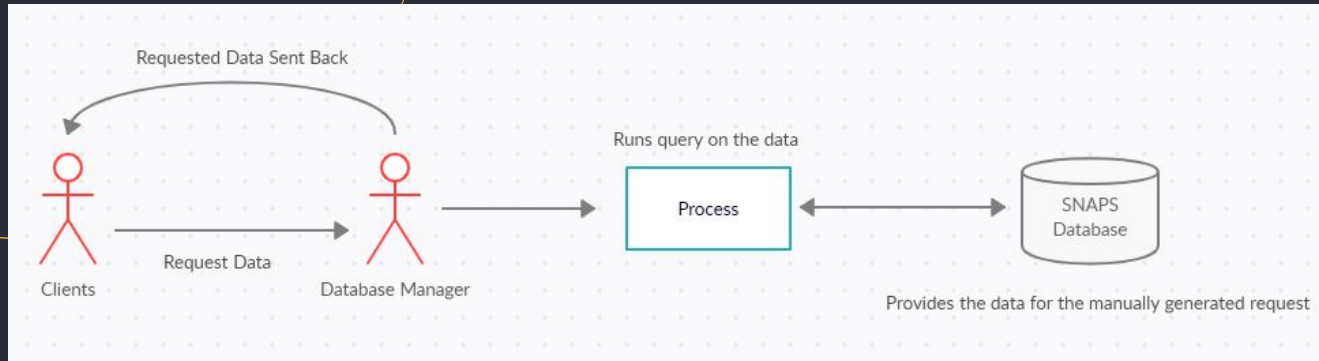 Requested Data Sent Back
Runs query on the data
Process
SNAPS
Database
Request Data
Clients
Database Manager
Provides the data for the manually generated request